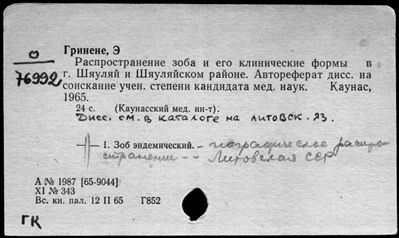 О
76992
Гринене, Э
Распространение зоба и его клинические формы в
г. Шяуляй и Шяуляйском районе. Автореферат дисс. на
соискание учен. степени кандидата мед. наук. Каунас,
1965.
24 с. (Каунасский мед. ин-т).
Дисс. см. в каталоге на литовск. яз.
— I. Зоб эндемический. – географическое распро-
странение – – Литовская ССР
А № 1987 [65-9044]
XI № 343
Вс. кн. пал. 12 II 65 Г852
ГК